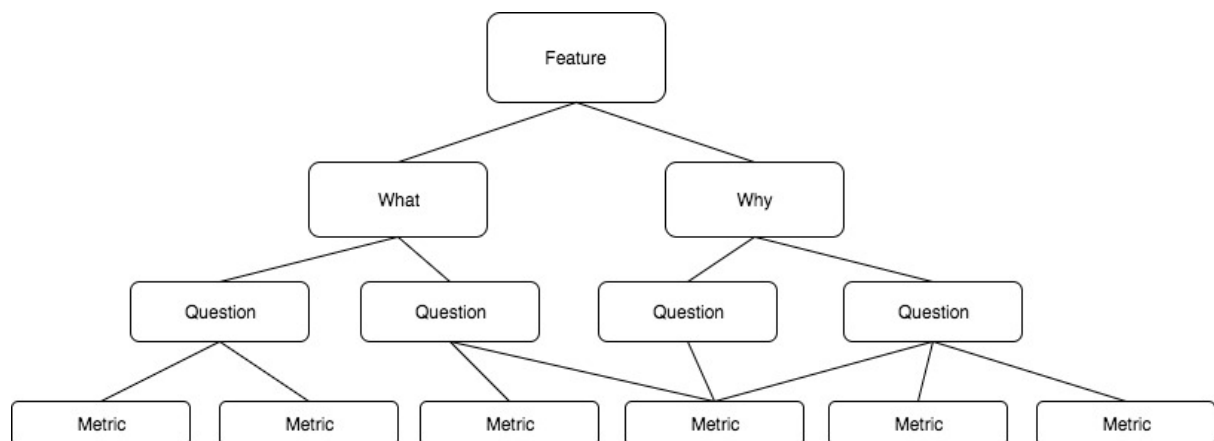 Feature
What
Why
Question
Question
Question
Question
Metric
Metric
Metric
Metric
Metric
Metric